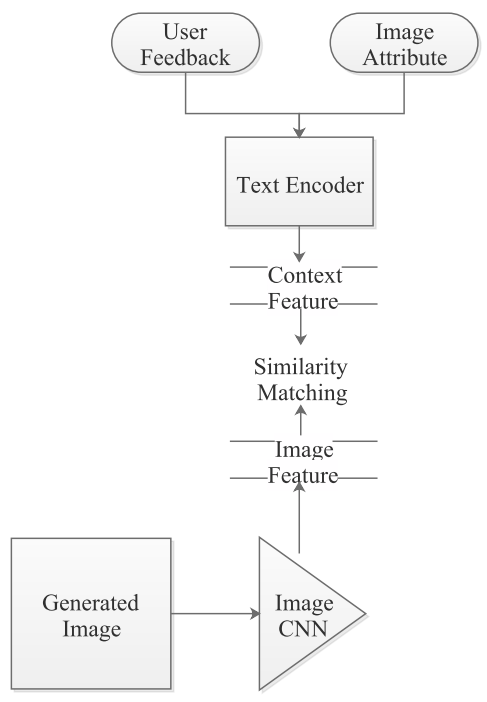 User
Feedback
Image
Attribute
Text Encoder
Context
Feature
Similarity
Matching
Image
Feature
Generated
Image
Image
CNN